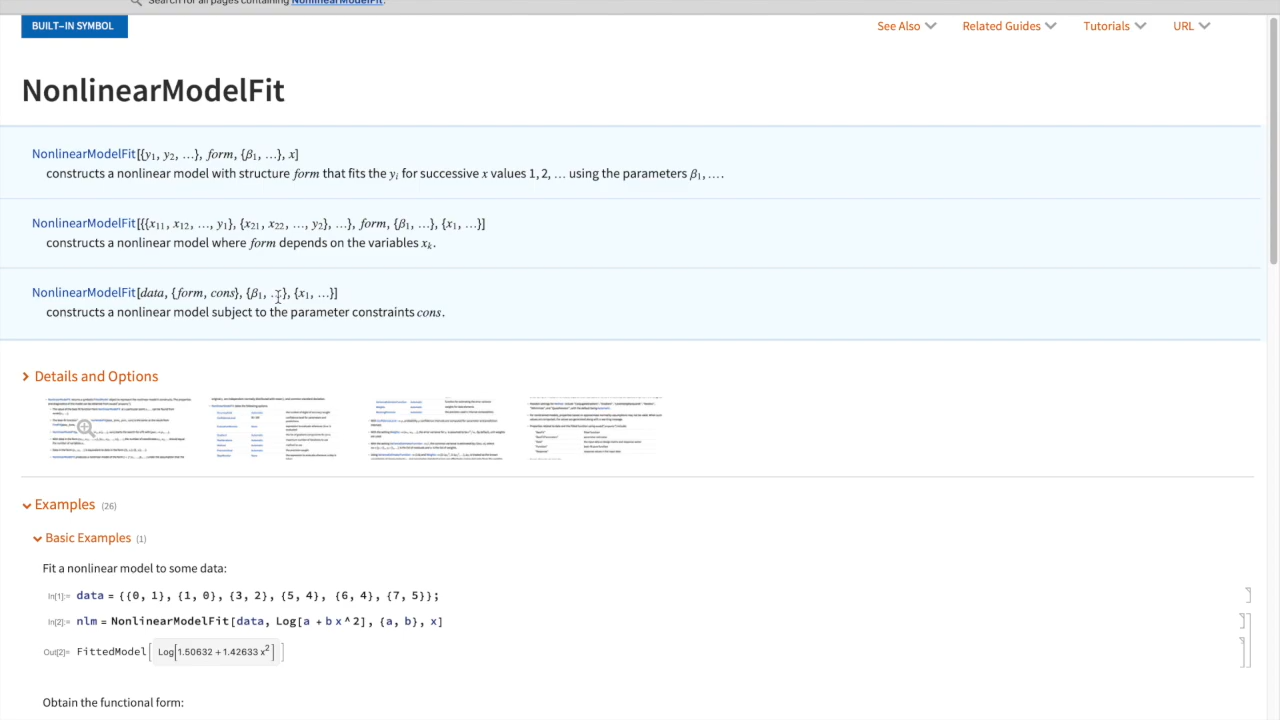 Search for all pages containing NonlinearModelFit.
BUILT-IN SYMBOL
See Also
Related Guides
Tutorials
URL
NonlinearModelFit
NonlinearModelFit[{y₁, y₂, …}, form, {β₁, …}, x]
constructs a nonlinear model with structure form that fits the yᵢ for successive x values 1, 2, … using the parameters β₁, ….
NonlinearModelFit[{{x₁₁, x₁₂, …, y₁}, {x₂₁, x₂₂, …, y₂}, …}, form, {β₁, …}, {x₁, …}]
constructs a nonlinear model where form depends on the variables xₖ.
NonlinearModelFit[data, {form, cons}, {β₁, …}, {x₁, …}]
constructs a nonlinear model subject to the parameter constraints cons.
Details and Options
Examples (26)
Basic Examples (1)
Fit a nonlinear model to some data:
In[1]:= data = {{0, 1}, {1, 0}, {3, 2}, {5, 4}, {6, 4}, {7, 5}};
In[2]:= nlm = NonlinearModelFit[data, Log[a + b x^2], {a, b}, x]
Out[2]= FittedModel[Log[1.50632 + 1.42633 x²]]
Obtain the functional form: